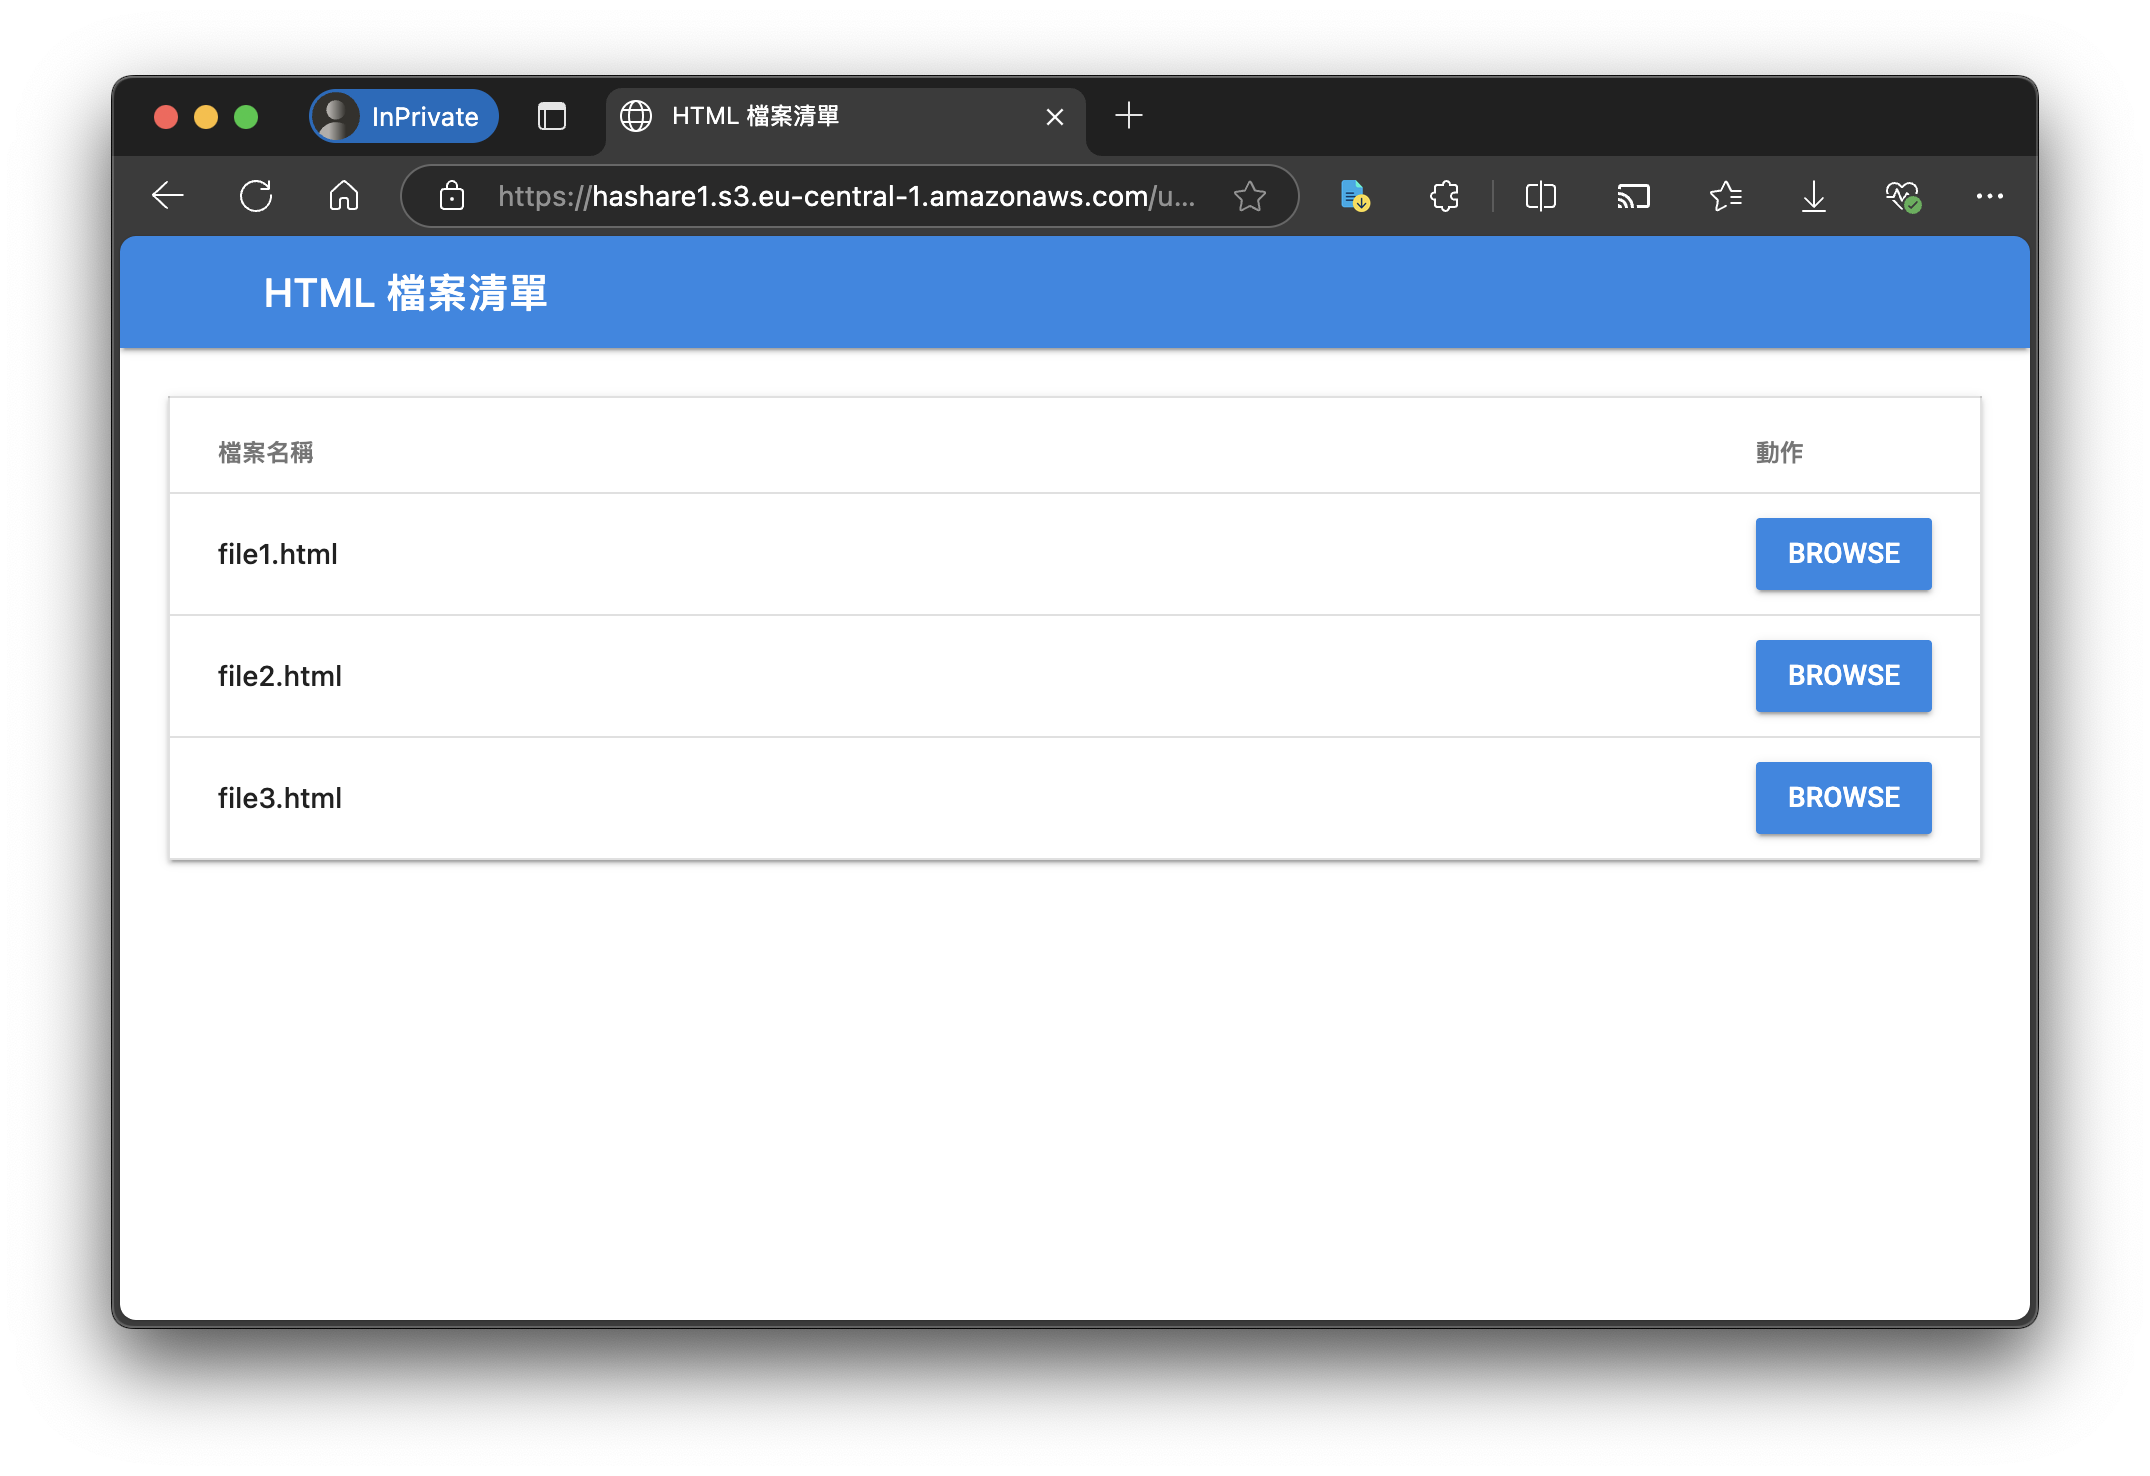 InPrivate
HTML 檔案清單
https://hashare1.s3.eu-central-1.amazonaws.com/u...
HTML 檔案清單
檔案名稱 動作
file1.html BROWSE
file2.html BROWSE
file3.html BROWSE